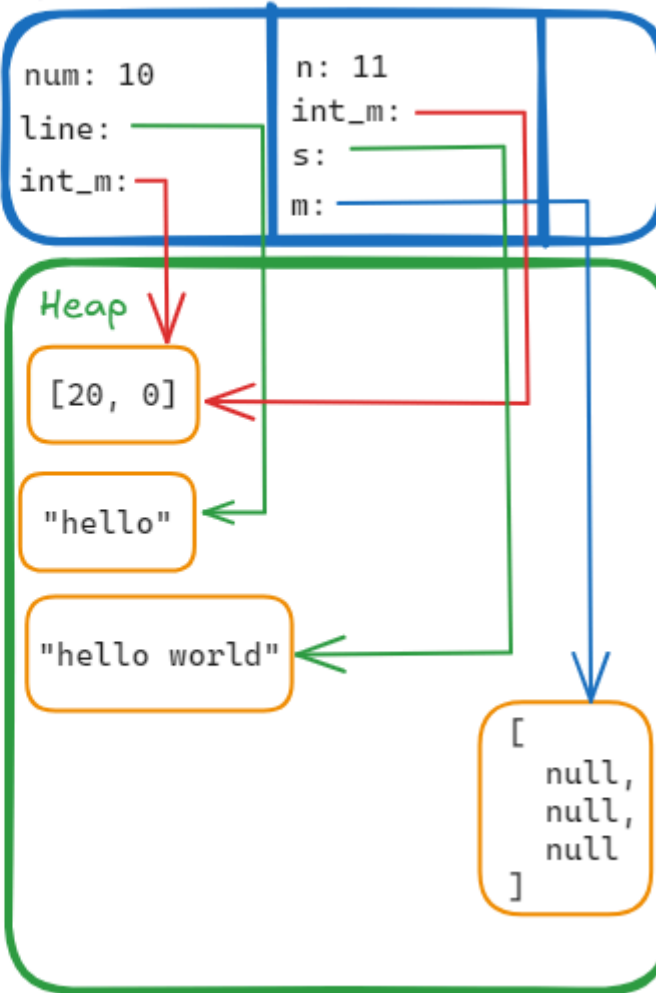 num: 10
line:
int_m:
n: 11
int_m:
s:
m:
Heap
[20, 0]
"hello"
"hello world"
[
null,
null,
null
]